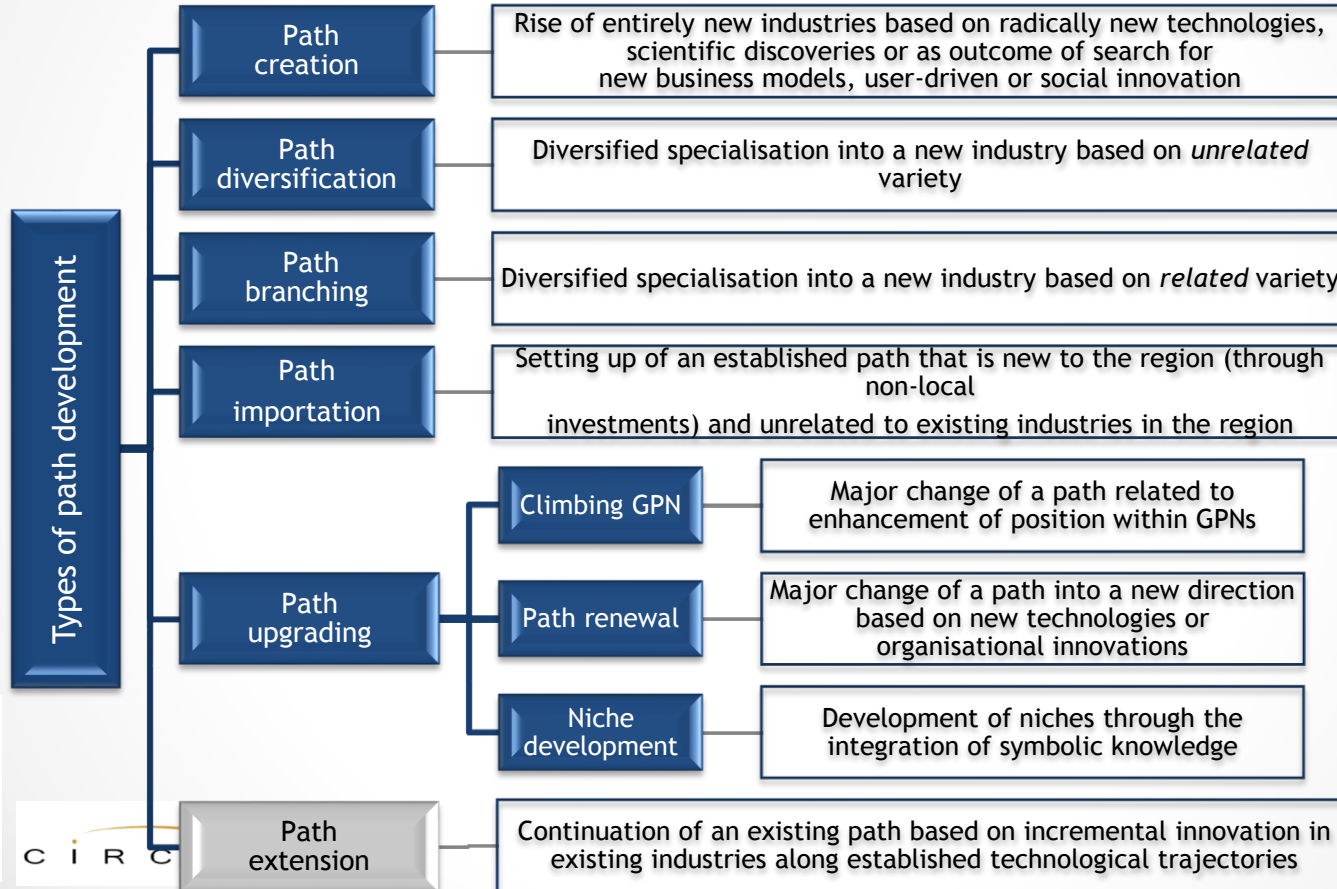 Types of path development
Path
creation
Rise of entirely new industries based on radically new technologies,
scientific discoveries or as outcome of search for
new business models, user-driven or social innovation
Path
diversification
Diversified specialisation into a new industry based on unrelated
variety
Path
branching
Diversified specialisation into a new industry based on related variety
Path
importation
Setting up of an established path that is new to the region (through
non-local
investments) and unrelated to existing industries in the region
Path
upgrading
Climbing GPN
Major change of a path related to
enhancement of position within GPNs
Path renewal
Major change of a path into a new direction
based on new technologies or
organisational innovations
Niche
development
Development of niches through the
integration of symbolic knowledge
Path
extension
Continuation of an existing path based on incremental innovation in
existing industries along established technological trajectories
CIRC